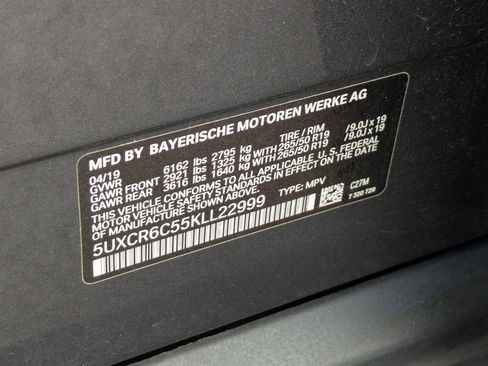 MFD BY BAYERISCHE MOTOREN WERKE AG
04/19 TIRE / RIM
GVWR 6162 lbs 2795 kg
GAWR FRONT 2921 lbs 1325 kg WITH 265/50 R19 /9.0J x 19
GAWR REAR 3616 lbs 1640 kg WITH 265/50 R19 /9.0J x 19
THIS VEHICLE CONFORMS TO ALL APPLICABLE U.S. FEDERAL
MOTOR VEHICLE SAFETY STANDARDS IN EFFECT ON THE DATE
OF MANUFACTURE SHOWN ABOVE.
5UXCR6C55KLL22999 TYPE: MPV C27M
7 320 729